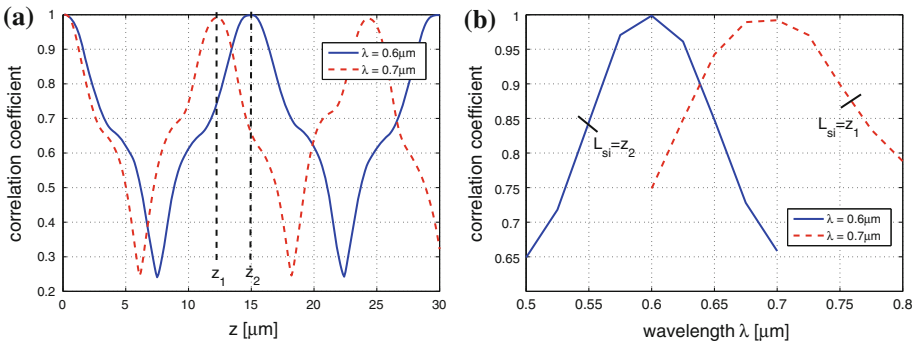 (a)
correlation coefficient
1
0.9
0.8
0.7
0.6
0.5
0.4
0.3
0.2
0
5
10
15
20
25
30
z [μm]
λ = 0.6μm
λ = 0.7μm
z1
z2
(b)
correlation coefficient
1
0.95
0.9
0.85
0.8
0.75
0.7
0.65
0.5
0.55
0.6
0.65
0.7
0.75
0.8
wavelength λ [μm]
Lsi=z2
Lsi=z1
λ = 0.6μm
λ = 0.7μm